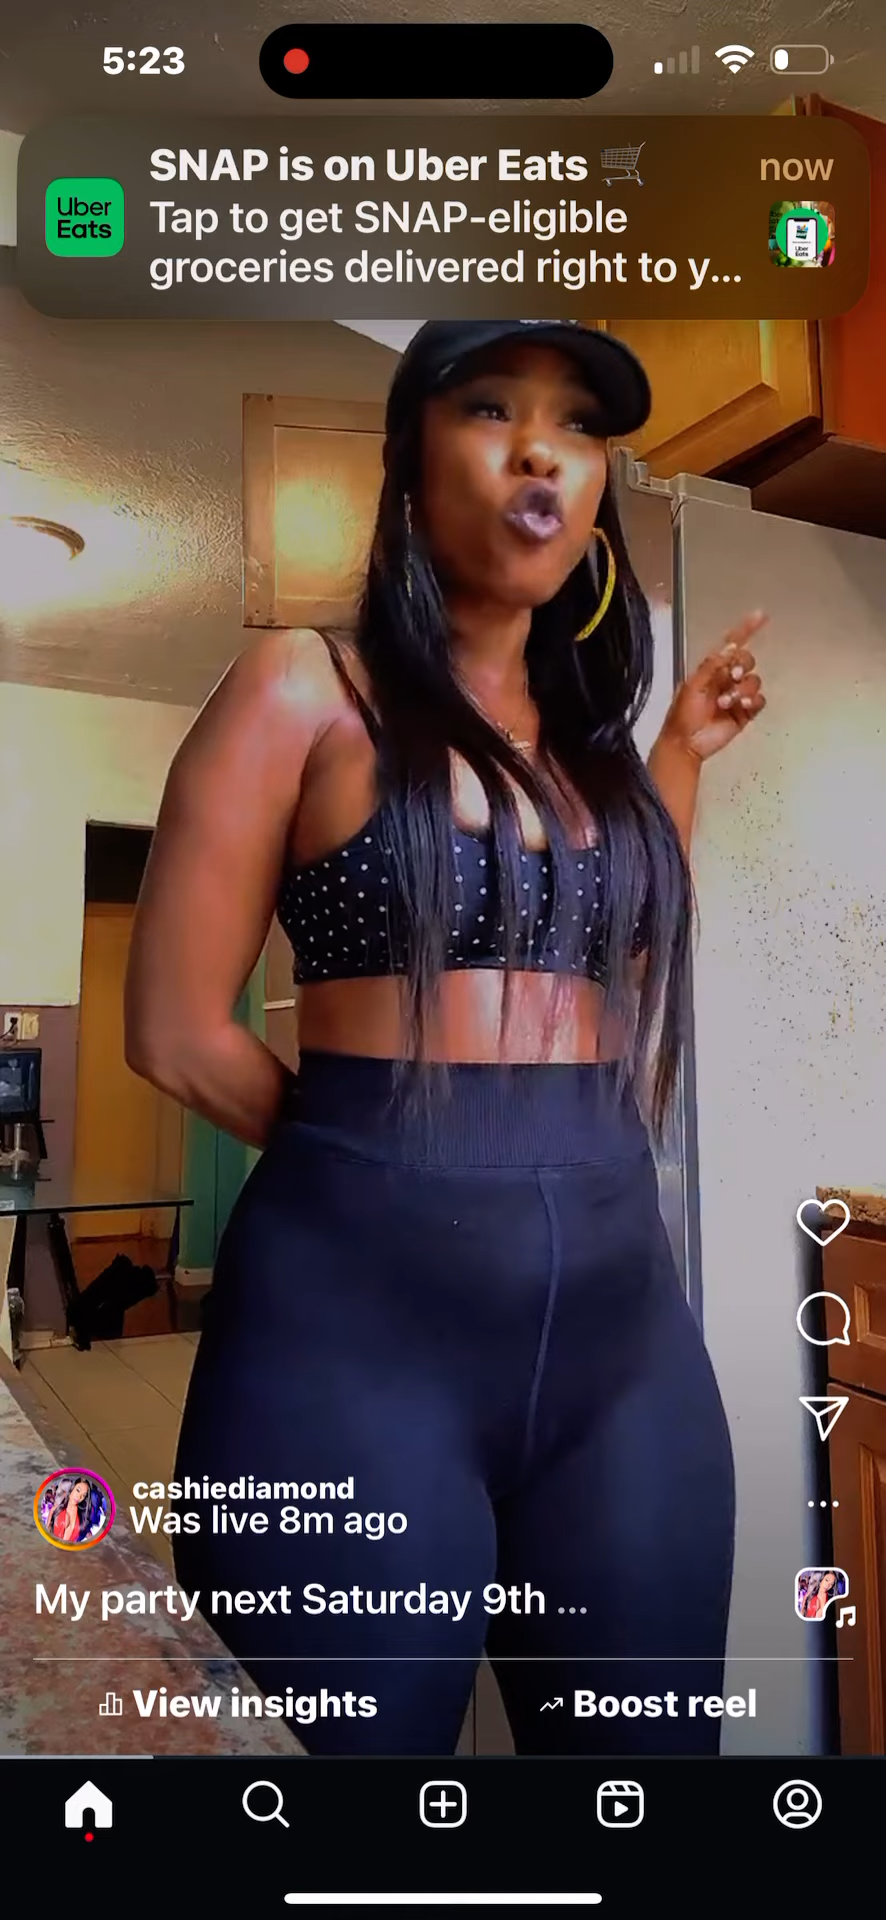 5:23
SNAP is on Uber Eats 🛒
now
Uber
Eats
Tap to get SNAP-eligible
groceries delivered right to y...
cashiediamond
Was live 8m ago
My party next Saturday 9th ...
View insights
Boost reel